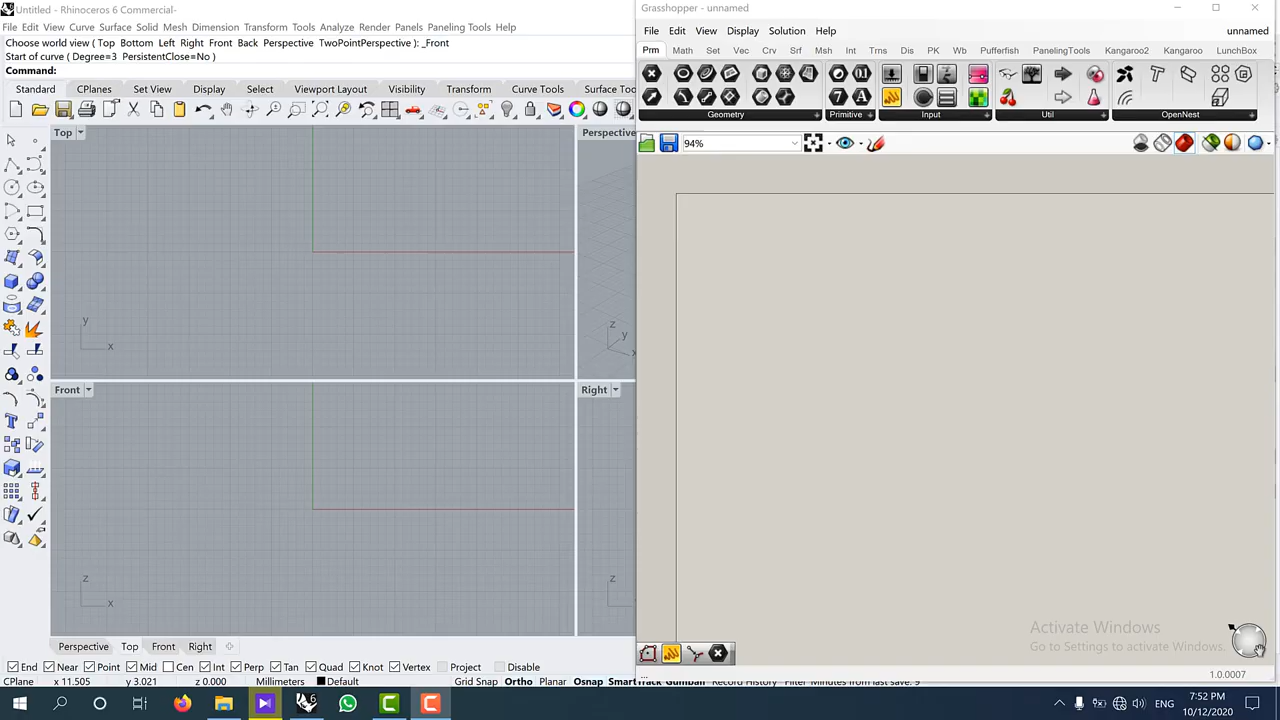 Untitled - Rhinoceros 6 Commercial-
File Edit View Curve Surface Solid Mesh Dimension Transform Tools Analyze Render Panels Paneling Tools Help
Choose world view ( Top Bottom Left Right Front Back Perspective TwoPointPerspective ): _Front
Start of curve ( Degree=3 PersistentClose=No )
Command:
Standard CPlanes Set View Display Select Viewport Layout Visibility Transform Curve Tools Surface Too
Top
Perspective
y
x
z
y
x
Front
Right
z
x
z
Perspective Top Front Right
End Near Point Mid Cen Int Perp Tan Quad Knot Vertex Project Disable
CPlane x 11.505 y 3.021 z 0.000 Millimeters Default Grid Snap Ortho Planar Osnap SmartTrack Gumball Record History Filter Minutes from last save: 9
Grasshopper - unnamed
File Edit View Display Solution Help unnamed
Prm Math Set Vec Crv Srf Msh Int Trns Dis PK Wb Pufferfish PanelingTools Kangaroo2 Kangaroo LunchBox
Geometry Primitive Input Util OpenNest
94%
Activate Windows
Go to Settings to activate Windows.
...
1.0.0007
ENG
7:52 PM
10/12/2020